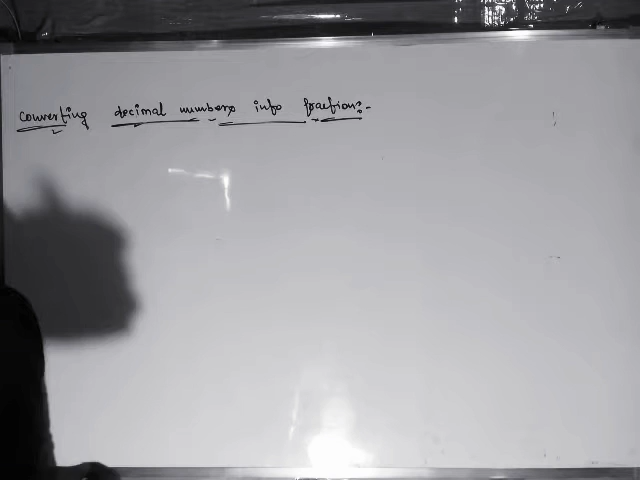 converting decimal numbers into fractions:-